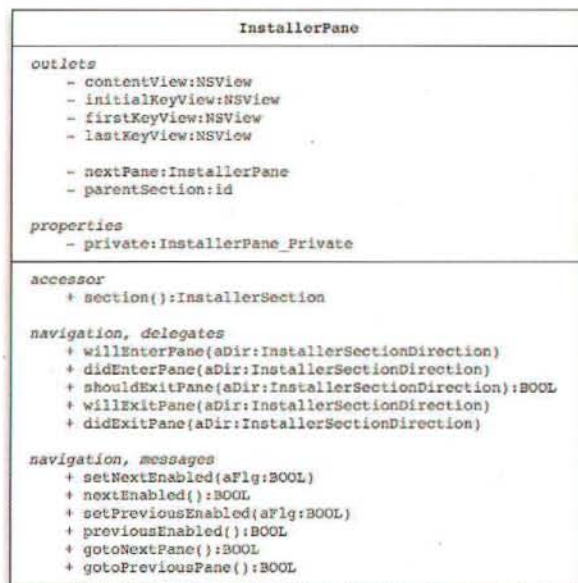 InstallerPane
outlets
- contentView:NSView
- initialKeyView:NSView
- firstKeyView:NSView
- lastKeyView:NSView
- nextPane:InstallerPane
- parentSection:id
properties
- private:InstallerPane_Private
accessor
+ section():InstallerSection
navigation, delegates
+ willEnterPane(aDir:InstallerSectionDirection)
+ didEnterPane(aDir:InstallerSectionDirection)
+ shouldExitPane(aDir:InstallerSectionDirection):BOOL
+ willExitPane(aDir:InstallerSectionDirection)
+ didExitPane(aDir:InstallerSectionDirection)
navigation, messages
+ setNextEnabled(aFlg:BOOL)
+ nextEnabled():BOOL
+ setPreviousEnabled(aFlg:BOOL)
+ previousEnabled():BOOL
+ gotoNextPane():BOOL
+ gotoPreviousPane():BOOL